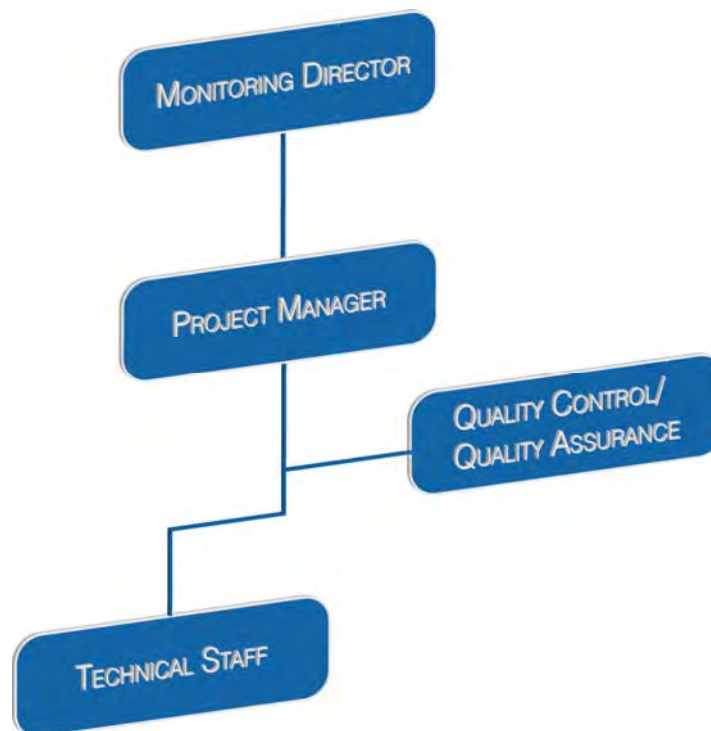 MONITORING DIRECTOR
PROJECT MANAGER
QUALITY CONTROL/
QUALITY ASSURANCE
TECHNICAL STAFF